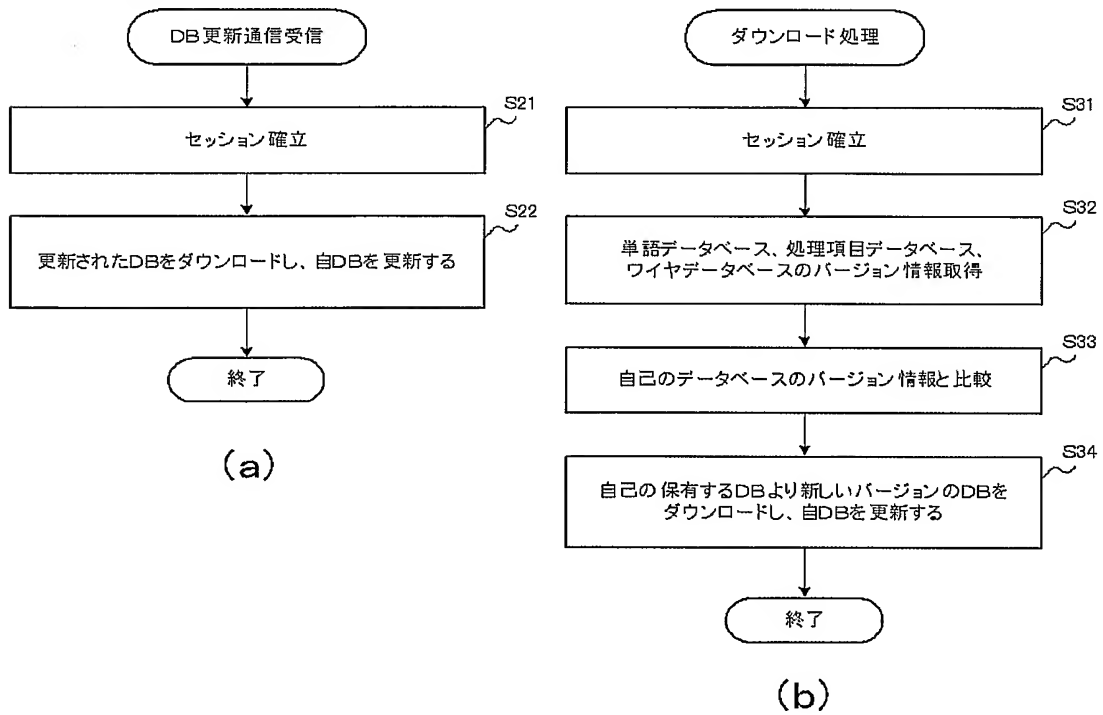 DB更新通信受信
S21
セッション確立
S22
更新されたDBをダウンロードし、自DBを更新する
終了
(a)
ダウンロード処理
S31
セッション確立
S32
単語データベース、処理項目データベース、
ワイヤデータベースのバージョン情報取得
S33
自己のデータベースのバージョン情報と比較
S34
自己の保有するDBより新しいバージョンのDBを
ダウンロードし、自DBを更新する
終了
(b)